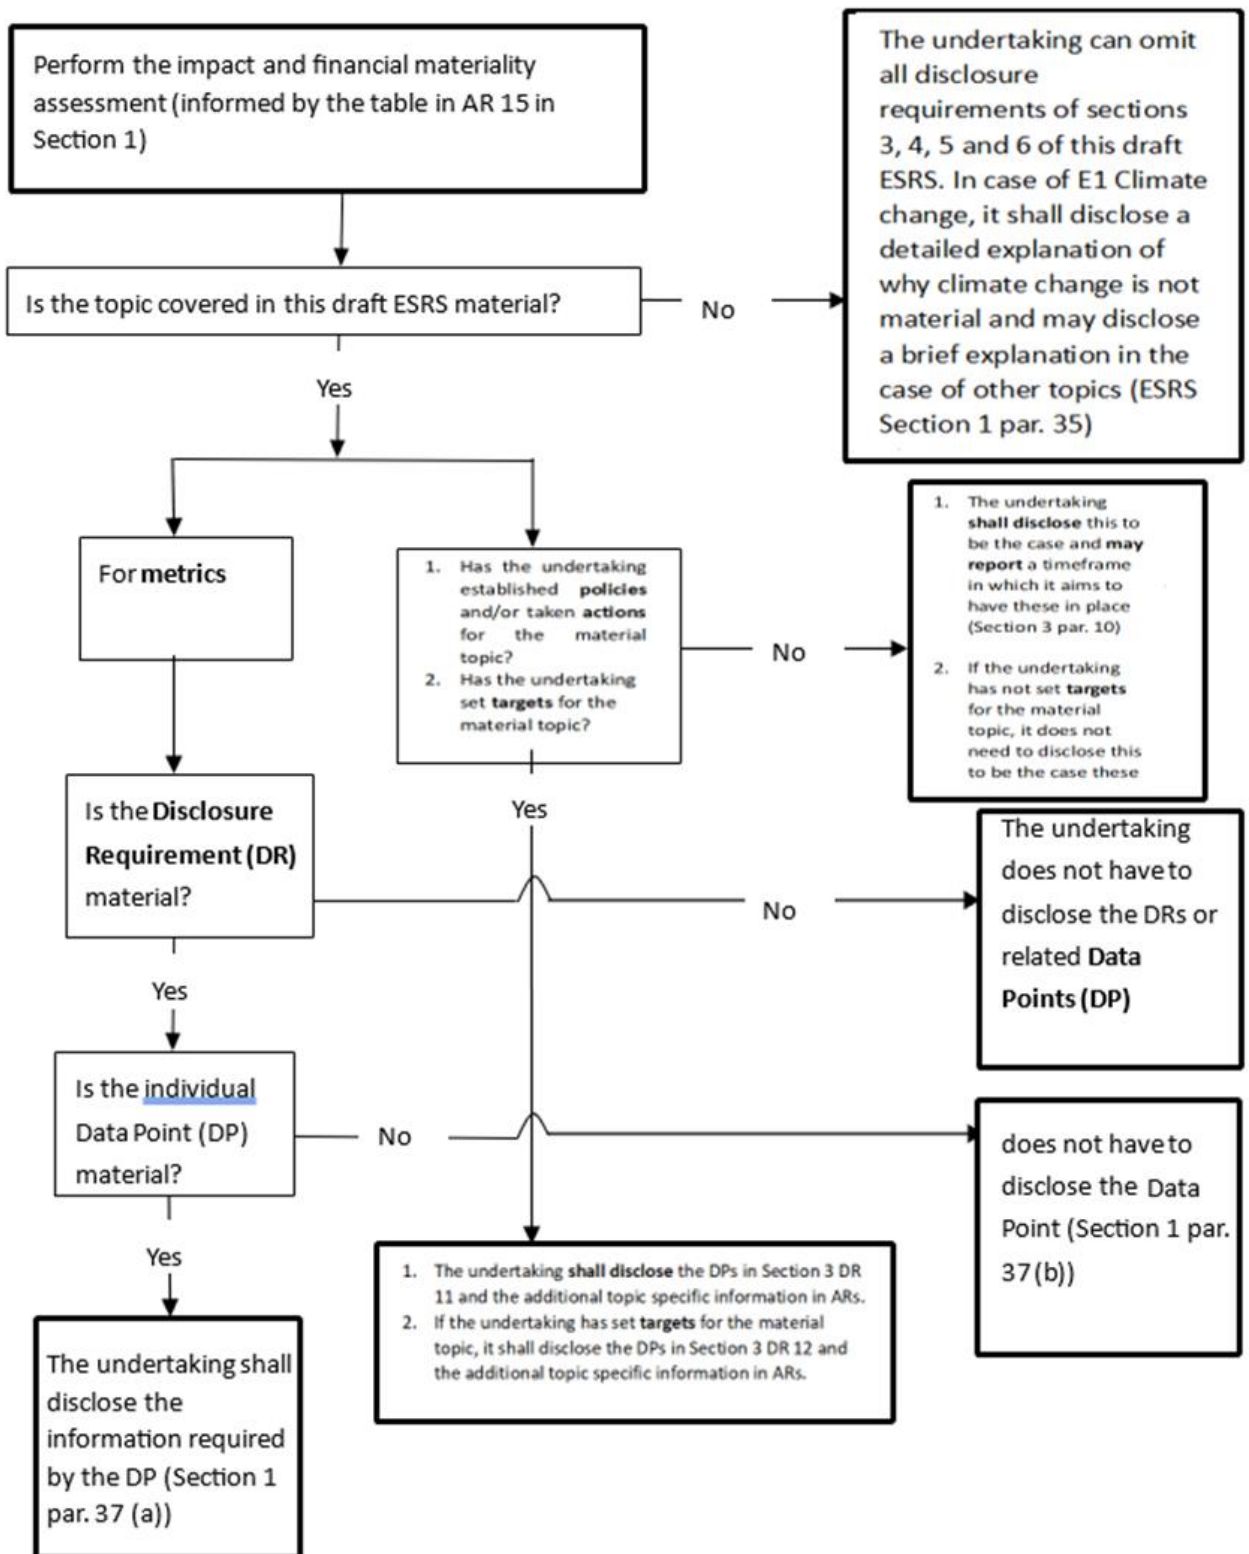 Perform the impact and financial materiality
assessment (informed by the table in AR 15 in
Section 1)
The undertaking can omit
all disclosure
requirements of sections
3, 4, 5 and 6 of this draft
ESRS. In case of E1 Climate
change, it shall disclose a
detailed explanation of
why climate change is not
material and may disclose
a brief explanation in the
case of other topics (ESRS
Section 1 par. 35)
Is the topic covered in this draft ESRS material?
No
Yes
For metrics
1. Has the undertaking
established policies
and/or taken actions
for the material
topic?
2. Has the undertaking
set targets for the
material topic?
No
1. The undertaking
shall disclose this to
be the case and may
report a timeframe
in which it aims to
have these in place
(Section 3 par. 10)
2. If the undertaking
has not set targets
for the material
topic, it does not
need to disclose this
to be the case these
Yes
Is the Disclosure
Requirement (DR)
material?
No
The undertaking
does not have to
disclose the DRs or
related Data
Points (DP)
Yes
Is the individual
Data Point (DP)
material?
No
does not have to
disclose the Data
Point (Section 1 par.
37 (b))
Yes
1. The undertaking shall disclose the DPs in Section 3 DR
11 and the additional topic specific information in ARs.
2. If the undertaking has set targets for the material
topic, it shall disclose the DPs in Section 3 DR 12 and
the additional topic specific information in ARs.
The undertaking shall
disclose the
information required
by the DP (Section 1
par. 37 (a))